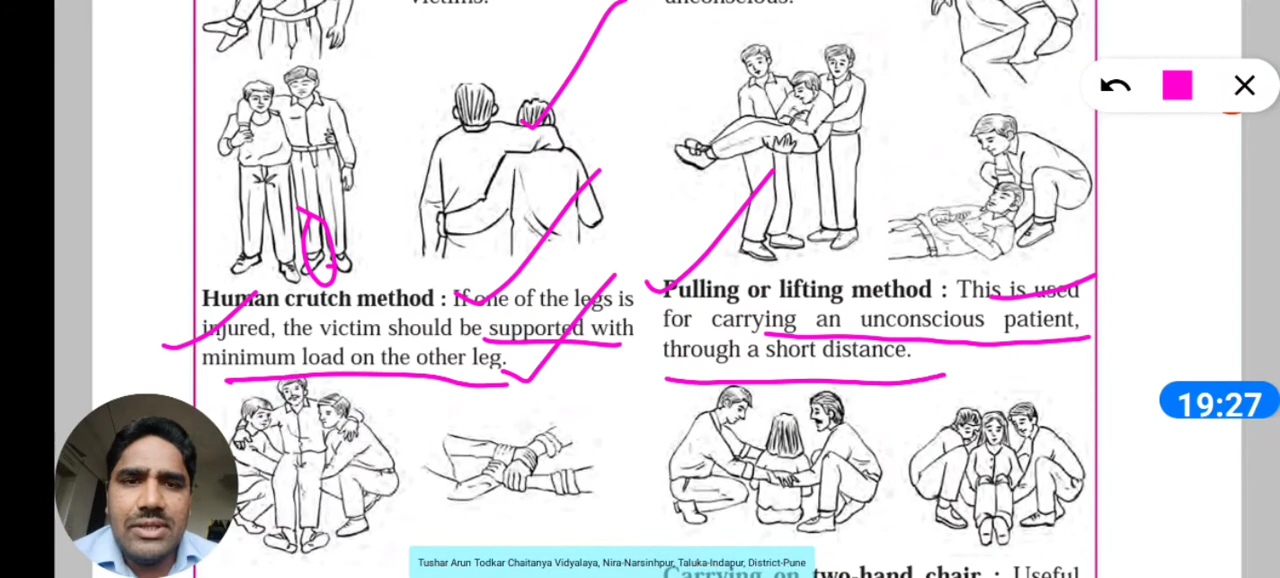 victims.
unconscious.
Human crutch method : If one of the legs is
injured, the victim should be supported with
minimum load on the other leg.
Pulling or lifting method : This is used
for carrying an unconscious patient,
through a short distance.
19:27
Tushar Arun Todkar Chaitanya Vidyalaya, Nira-Narsinhpur, Taluka-Indapur, District-Pune
Carrying on two-hand chair : Useful